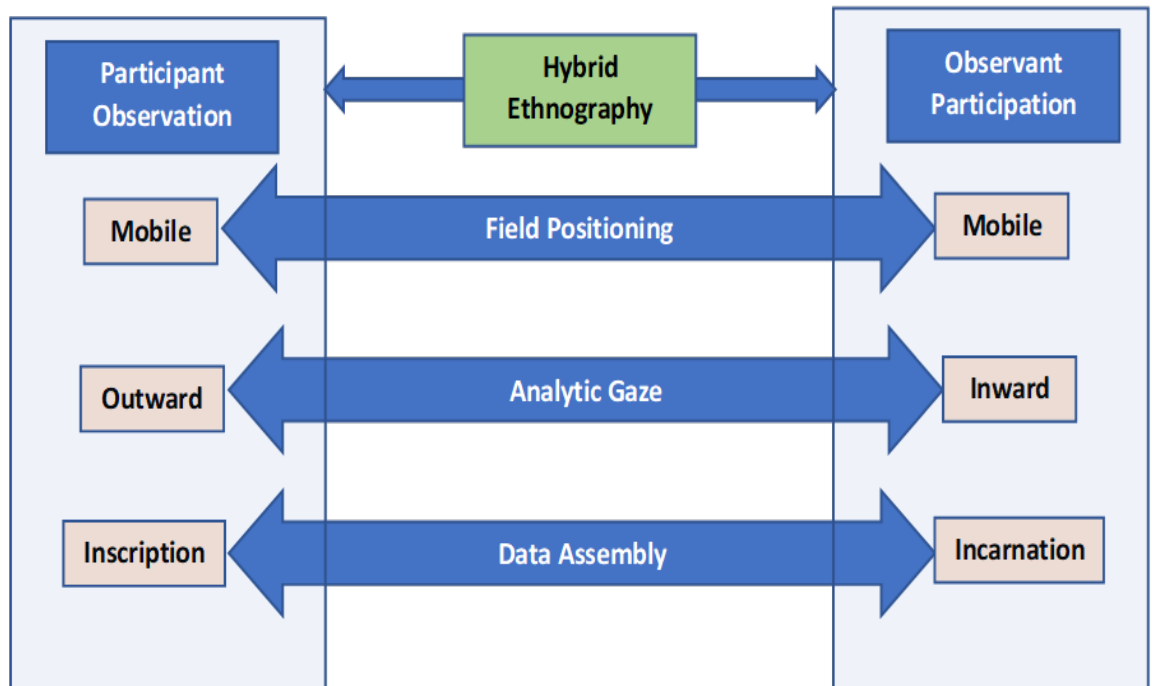 Participant
Observation
Hybrid
Ethnography
Observant
Participation
Mobile
Field Positioning
Mobile
Outward
Analytic Gaze
Inward
Inscription
Data Assembly
Incarnation